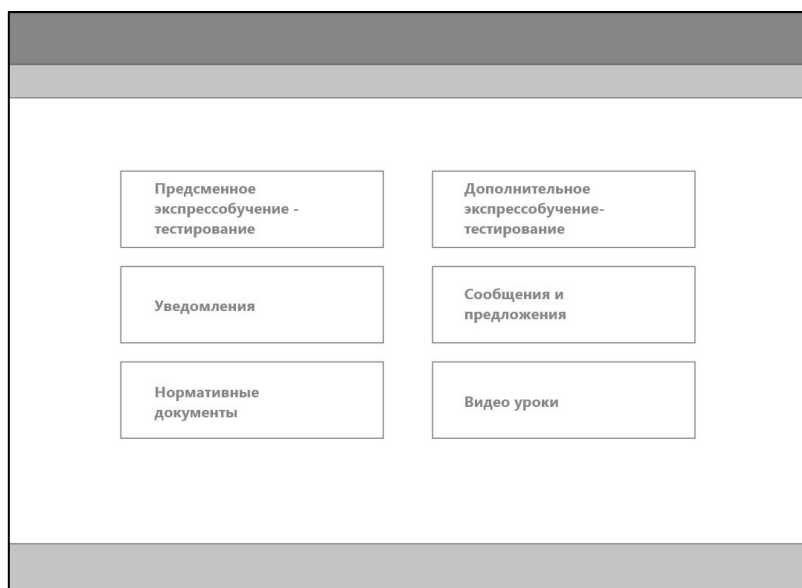 Предсменное
экспрессобучение -
тестирование
Дополнительное
экспрессобучение-
тестирование
Уведомления
Сообщения и
предложения
Нормативные
документы
Видео уроки